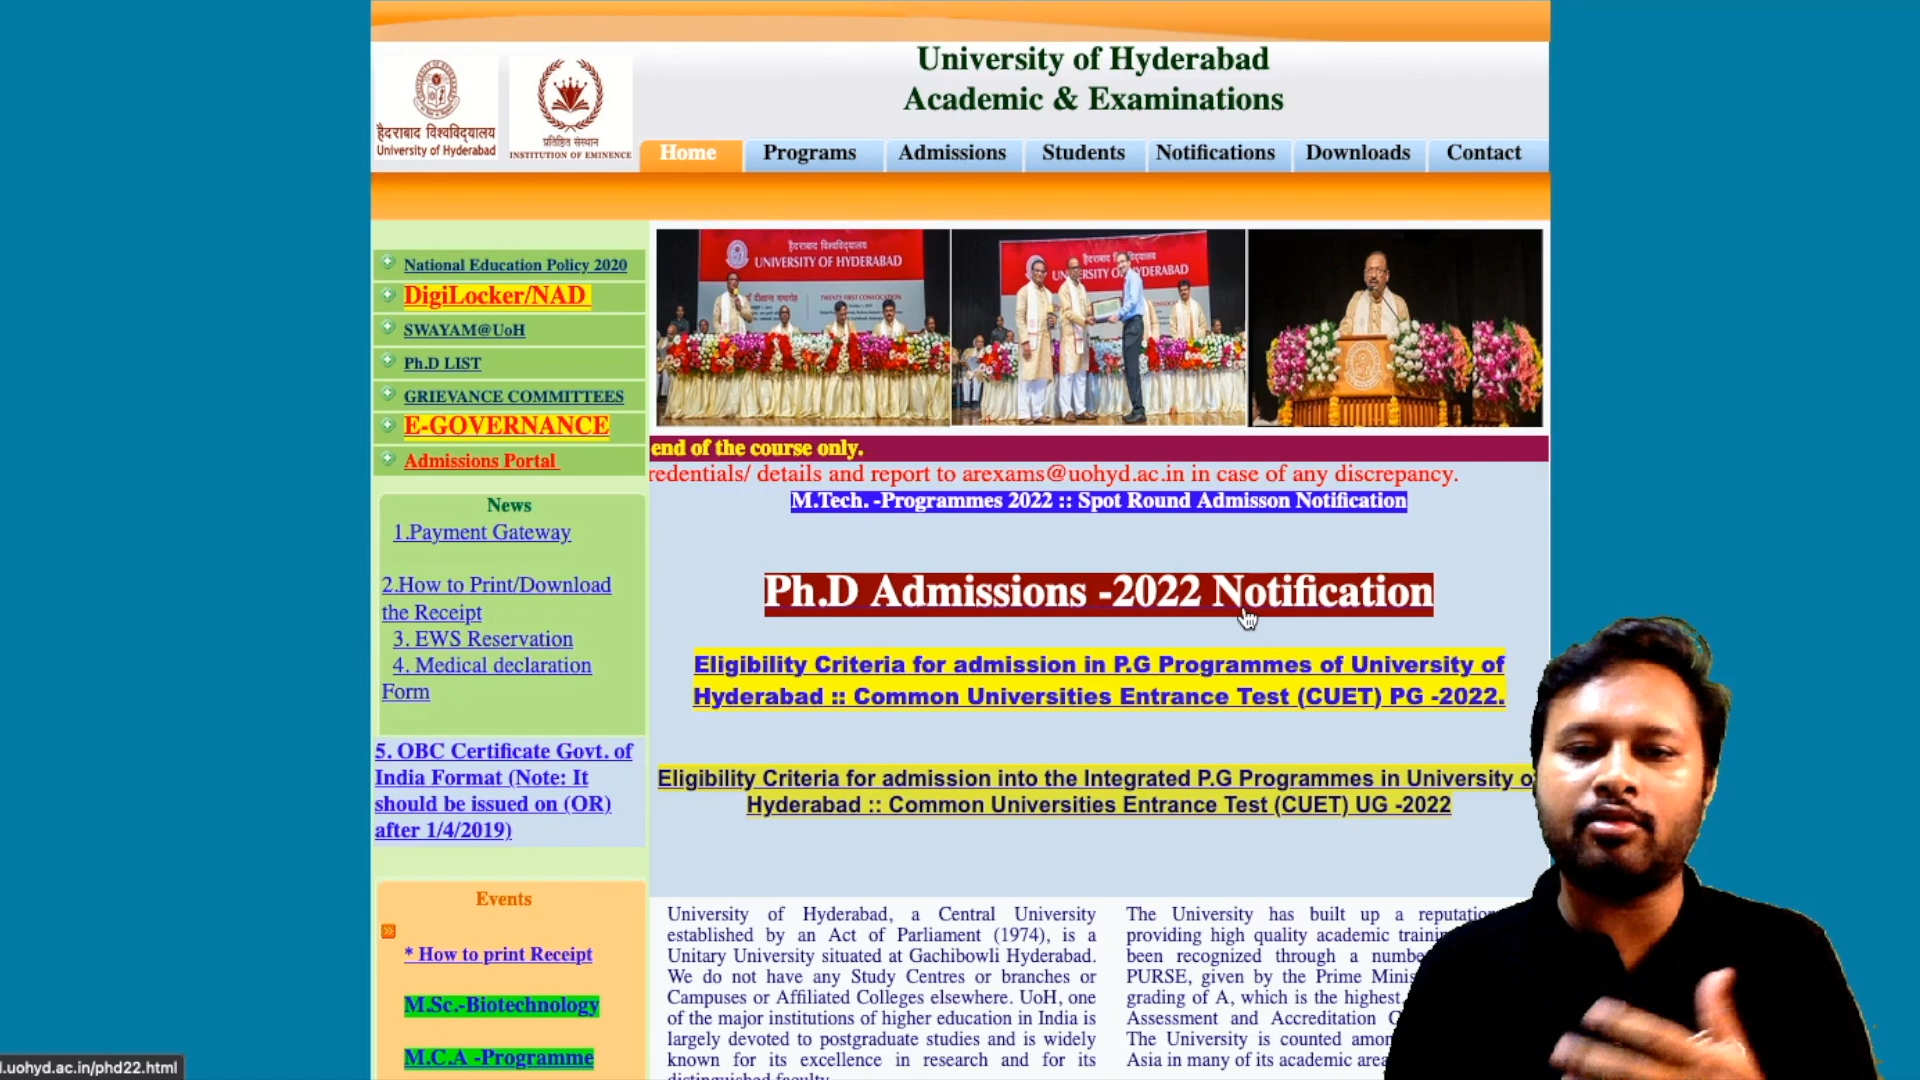 University of Hyderabad
Academic & Examinations
हैदराबाद विश्वविद्यालय
University of Hyderabad
प्रतिष्ठित संस्थान
INSTITUTION OF EMINENCE
Home
Programs
Admissions
Students
Notifications
Downloads
Contact
National Education Policy 2020
DigiLocker/NAD
SWAYAM@UoH
Ph.D LIST
GRIEVANCE COMMITTEES
E-GOVERNANCE
Admissions Portal
News
1.Payment Gateway
2.How to Print/Download
the Receipt
3. EWS Reservation
4. Medical declaration
Form
5. OBC Certificate Govt. of
India Format (Note: It
should be issued on (OR)
after 1/4/2019)
Events
* How to print Receipt
M.Sc.-Biotechnology
M.C.A -Programme
हैदराबाद विश्वविद्यालय
UNIVERSITY OF HYDERABAD
TWENTY FIRST CONVOCATION
UNIVERSITY OF HYDERABAD
end of the course only.
redentials/ details and report to arexams@uohyd.ac.in in case of any discrepancy.
M.Tech. -Programmes 2022 :: Spot Round Admisson Notification
Ph.D Admissions -2022 Notification
Eligibility Criteria for admission in P.G Programmes of University of
Hyderabad :: Common Universities Entrance Test (CUET) PG -2022.
Eligibility Criteria for admission into the Integrated P.G Programmes in University o
Hyderabad :: Common Universities Entrance Test (CUET) UG -2022
University of Hyderabad, a Central University
established by an Act of Parliament (1974), is a
Unitary University situated at Gachibowli Hyderabad.
We do not have any Study Centres or branches or
Campuses or Affiliated Colleges elsewhere. UoH, one
of the major institutions of higher education in India is
largely devoted to postgraduate studies and is widely
known for its excellence in research and for its
distinguished faculty
The University has built up a reputation
providing high quality academic
been recognized through a
PURSE, given by the Prime
grading of A, which is the highest
Assessment and Accreditation
The University is counted
Asia in many of its academic
l.uohyd.ac.in/phd22.html